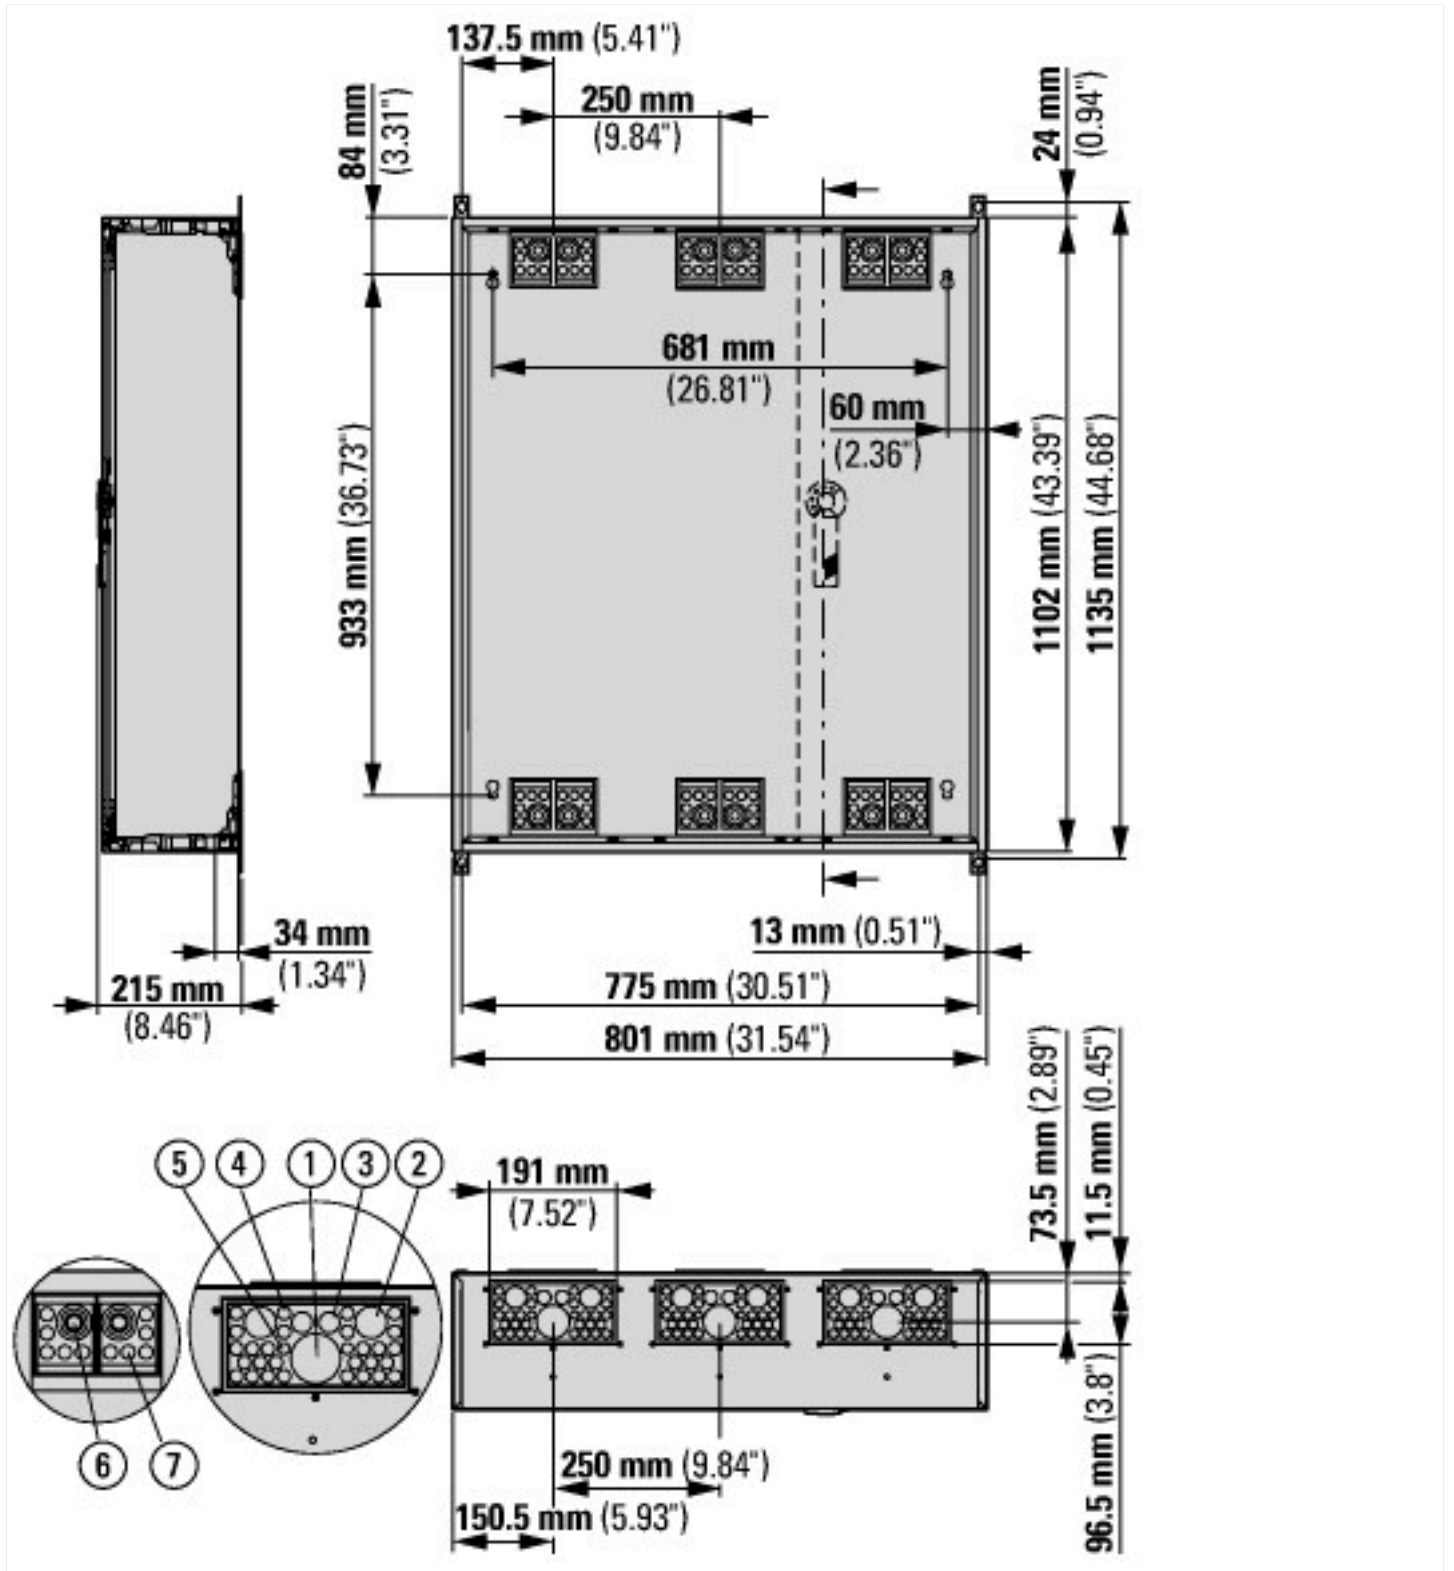 137.5 mm (5.41")
250 mm
(9.84")
84 mm
(3.31")
24 mm
(0.94")
681 mm
(26.81")
60 mm
(2.36")
933 mm (36.73")
1102 mm (43.39")
1135 mm (44.68")
34 mm
(1.34")
215 mm
(8.46")
13 mm (0.51")
775 mm (30.51")
801 mm (31.54")
73.5 mm (2.89")
11.5 mm (0.45")
5 4 1 3 2
191 mm
(7.52")
6 7
250 mm (9.84")
150.5 mm (5.93")
96.5 mm (3.8")